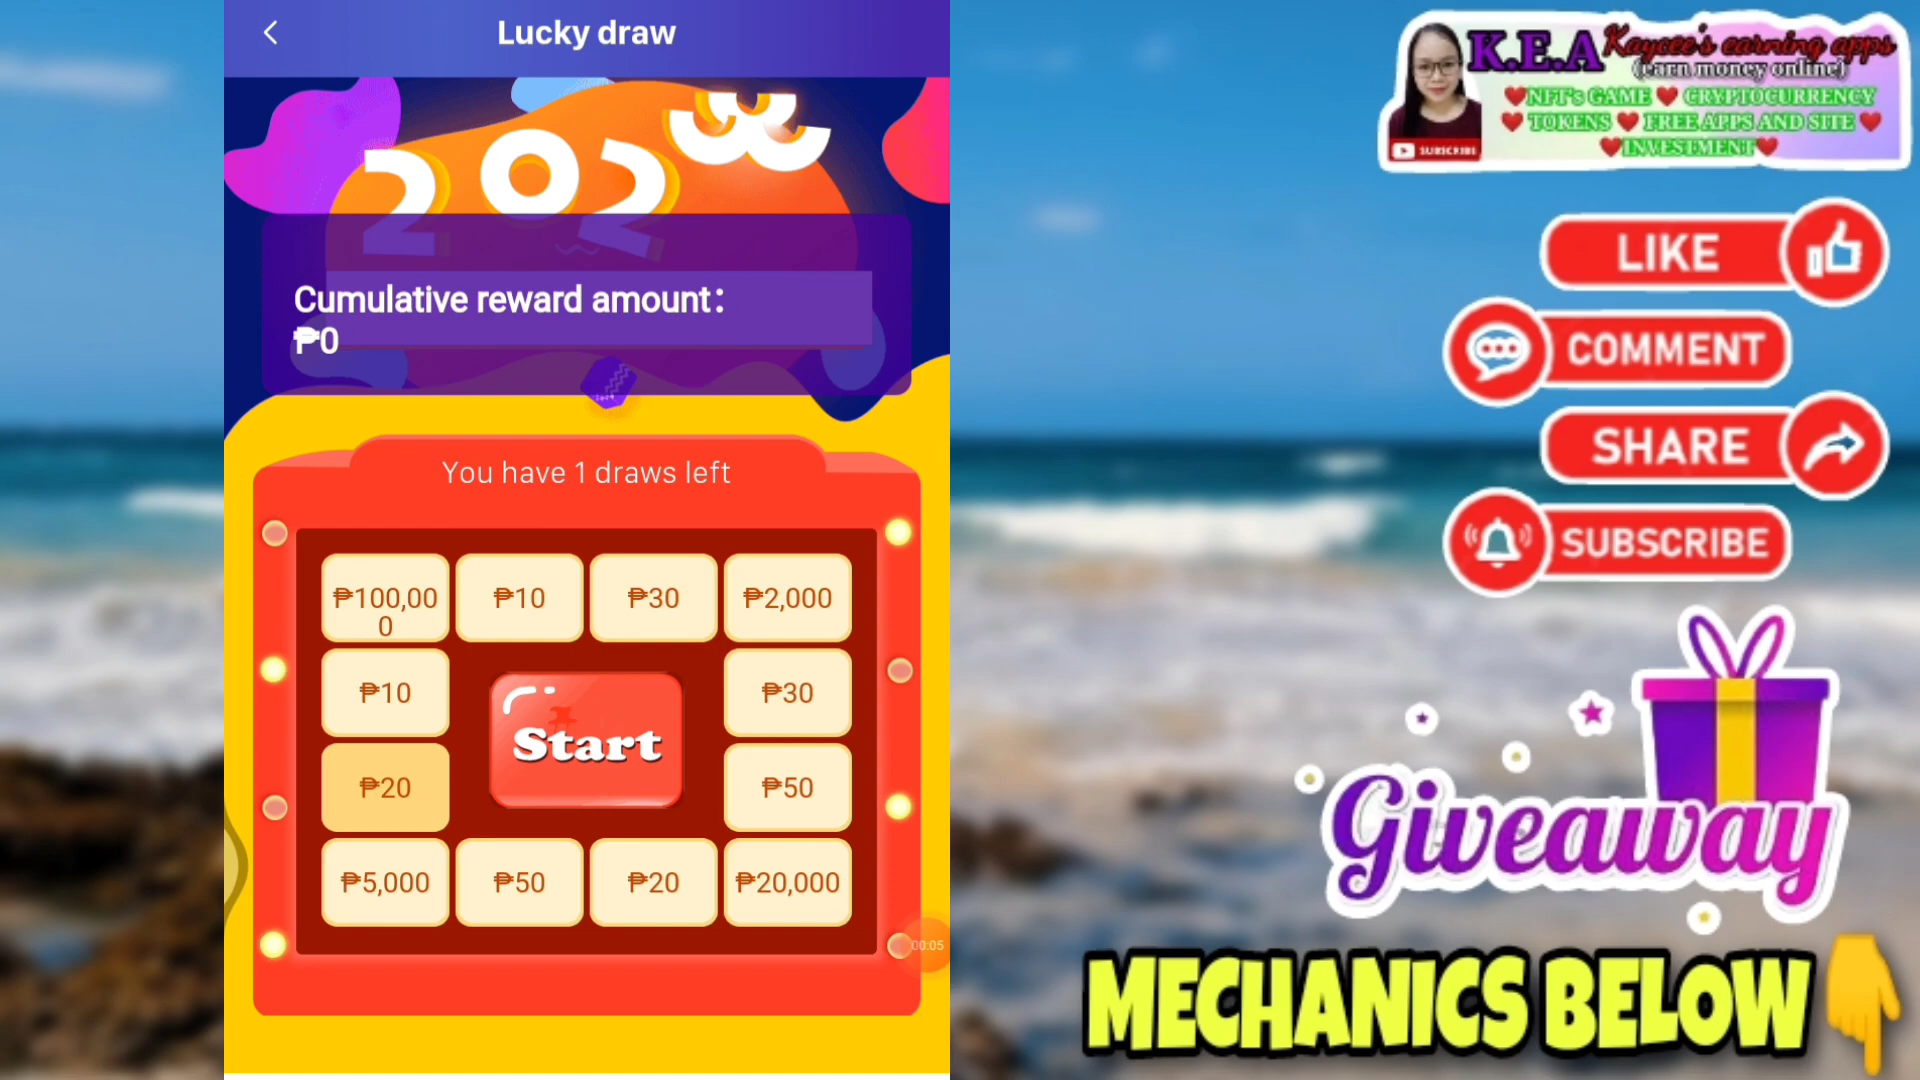 Lucky draw
202
Cumulative reward amount:
₱0
You have 1 draws left
₱100,00
0
₱10
₱30
₱2,000
₱10
₱30
Start
₱20
₱50
₱5,000
₱50
₱20
₱20,000
00:05
K.E.A Kaycee's earning apps
(earn money online)
❤️NFT's GAME ❤️ CRYPTOCURRENCY
❤️ TOKENS ❤️ FREE APPS AND SITE ❤️
❤️INVESTMENT❤️
SUBSCRIBE
LIKE
COMMENT
SHARE
SUBSCRIBE
Giveaway
MECHANICS BELOW